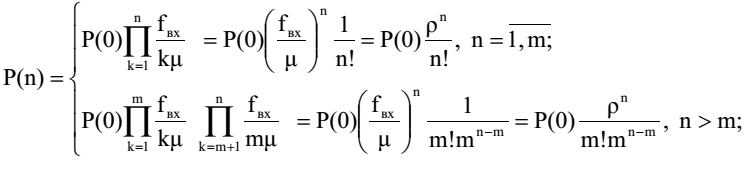 P(n) = { P(0)∏_{k=1}^{n} f_вх/(kμ) = P(0)(f_вх/μ)^n 1/n! = P(0) ρ^n/n!, n = \overline{1, m};
P(0)∏_{k=1}^{m} f_вх/(kμ) ∏_{k=m+1}^{n} f_вх/(mμ) = P(0)(f_вх/μ)^n 1/(m!m^{n−m}) = P(0) ρ^n/(m!m^{n−m}), n > m;